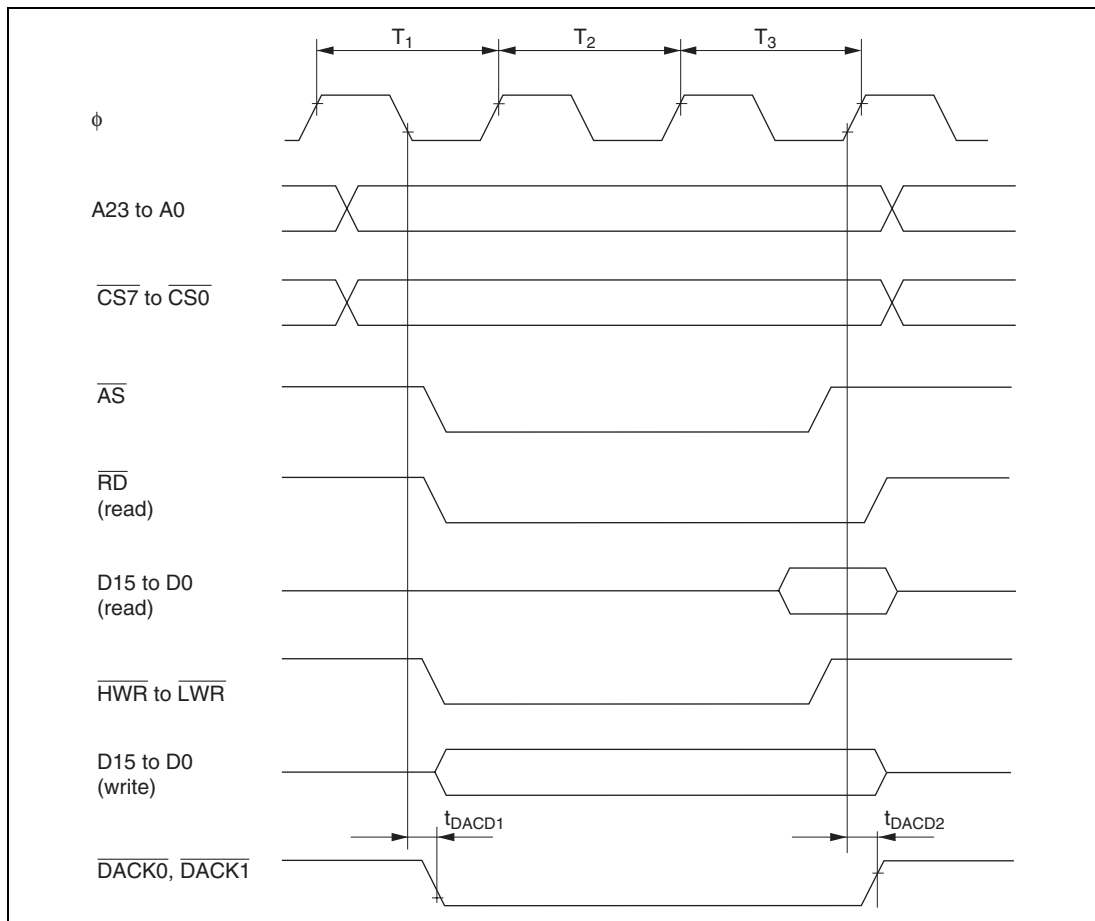 T1 T2 T3
ϕ
A23 to A0
CS7 to CS0
AS
RD
(read)
D15 to D0
(read)
HWR to LWR
D15 to D0
(write)
tDACD1 tDACD2
DACK0, DACK1